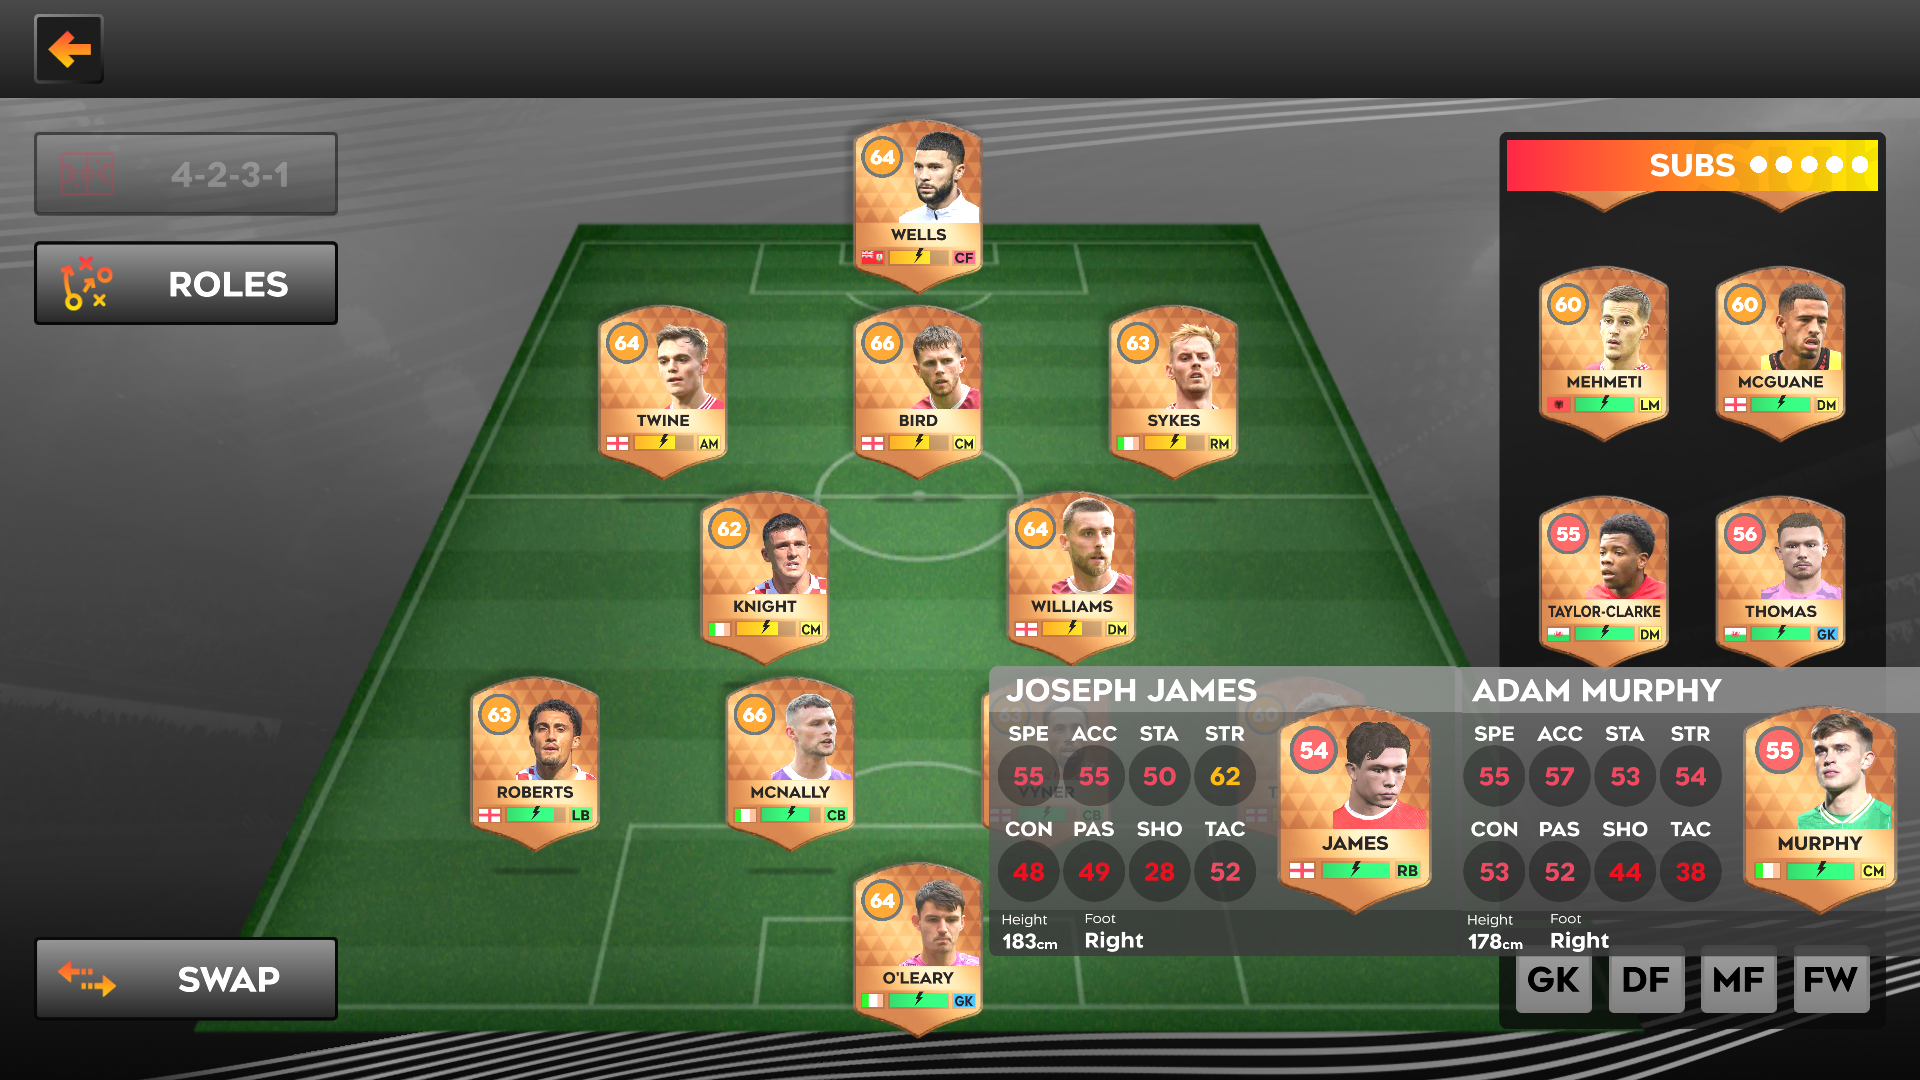 4-2-3-1
ROLES
SWAP
64
WELLS
CF
64
TWINE
AM
66
BIRD
CM
63
SYKES
RM
62
KNIGHT
CM
64
WILLIAMS
DM
63
ROBERTS
LB
66
MCNALLY
CB
63
VYNER
CB
60
64
O'LEARY
GK
SUBS
60
MEHMETI
LM
60
MCGUANE
DM
55
TAYLOR-CLARKE
DM
56
THOMAS
GK
JOSEPH JAMES
SPE ACC STA STR
55 55 50 62
CON PAS SHO TAC
48 49 28 52
Height Foot
183cm Right
54
JAMES
RB
ADAM MURPHY
SPE ACC STA STR
55 57 53 54
CON PAS SHO TAC
53 52 44 38
Height Foot
178cm Right
55
MURPHY
CM
GK DF MF FW